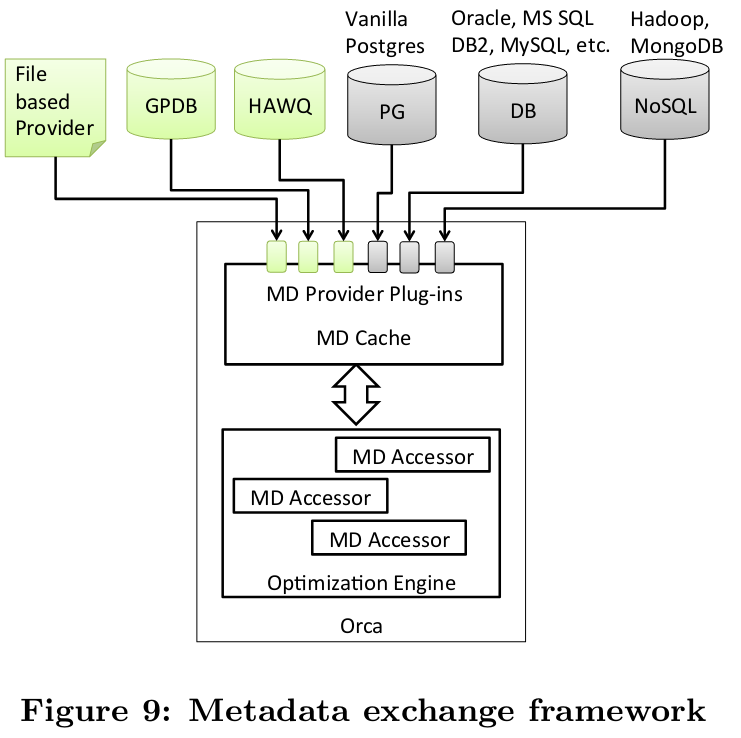 Vanilla
Postgres
Oracle, MS SQL
DB2, MySQL, etc.
Hadoop,
MongoDB
File
based
Provider
GPDB
HAWQ
PG
DB
NoSQL
MD Provider Plug-ins
MD Cache
MD Accessor
MD Accessor
MD Accessor
Optimization Engine
Orca
Figure 9: Metadata exchange framework